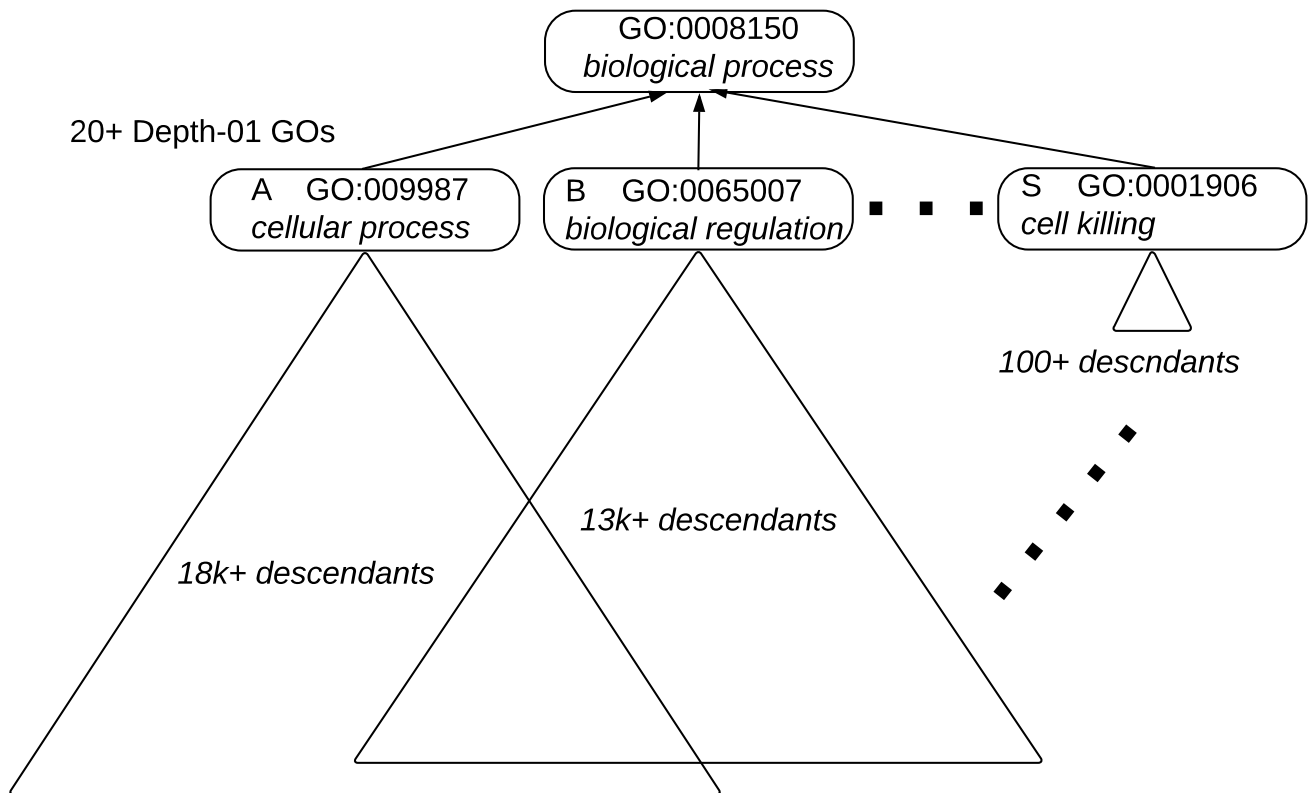 GO:0008150
biological process
20+ Depth-01 GOs
A GO:009987
cellular process
B GO:0065007
biological regulation
S GO:0001906
cell killing
100+ descndants
13k+ descendants
18k+ descendants